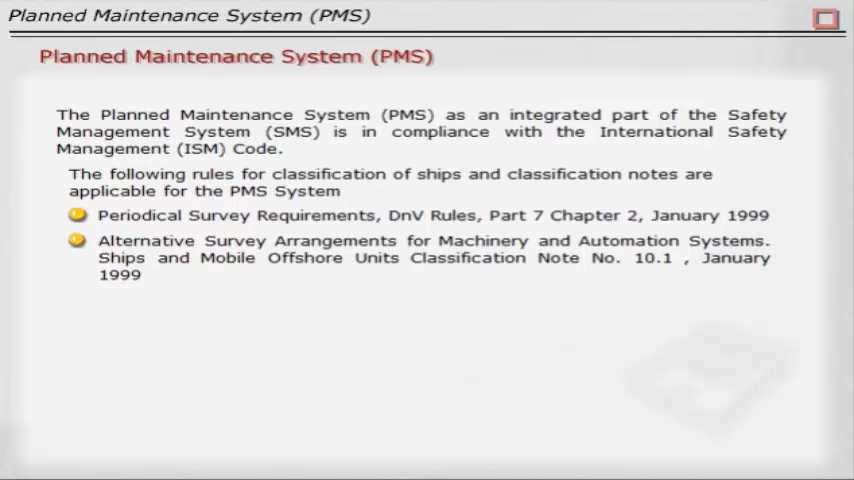 Planned Maintenance System (PMS)
Planned Maintenance System (PMS)
The Planned Maintenance System (PMS) as an integrated part of the Safety
Management System (SMS) is in compliance with the International Safety
Management (ISM) Code.
The following rules for classification of ships and classification notes are
applicable for the PMS System
Periodical Survey Requirements, DnV Rules, Part 7 Chapter 2, January 1999
Alternative Survey Arrangements for Machinery and Automation Systems.
Ships and Mobile Offshore Units Classification Note No. 10.1 , January
1999